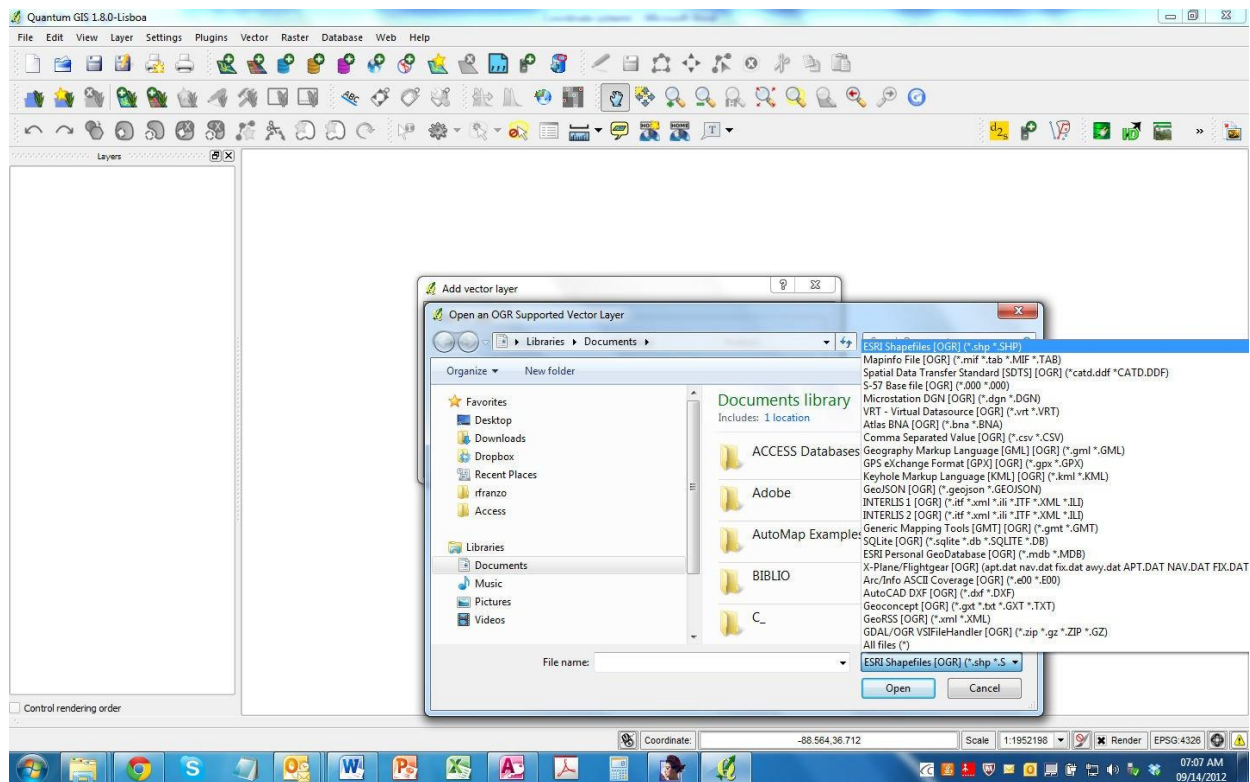 Quantum GIS 1.8.0-Lisboa
File Edit View Layer Settings Plugins Vector Raster Database Web Help
Layers
Add vector layer
Open an OGR Supported Vector Layer
Libraries Documents
Organize New folder
Favorites
Desktop
Downloads
Dropbox
Recent Places
rfranzo
Access
Libraries
Documents
Music
Pictures
Videos
Documents library
Includes: 1 location
ACCESS Databases
Adobe
AutoMap Examples
BIBLIO
C_
ESRI Shapefiles [OGR] (*.shp *.SHP)
Mapinfo File [OGR] (*.mif *.tab *.MIF *.TAB)
Spatial Data Transfer Standard [SDTS] [OGR] (*catd.ddf *CATD.DDF)
S-57 Base file [OGR] (*.000 *.000)
Microstation DGN [OGR] (*.dgn *.DGN)
VRT - Virtual Datasource [OGR] (*.vrt *.VRT)
Atlas BNA [OGR] (*.bna *.BNA)
Comma Separated Value [OGR] (*.csv *.CSV)
Geography Markup Language [GML] [OGR] (*.gml *.GML)
GPS eXchange Format [GPX] [OGR] (*.gpx *.GPX)
Keyhole Markup Language [KML] [OGR] (*.kml *.KML)
GeoJSON [OGR] (*.geojson *.GEOJSON)
INTERLIS 1 [OGR] (*.itf *.xml *.ili *.ITF *.XML *.ILI)
INTERLIS 2 [OGR] (*.itf *.xml *.ili *.ITF *.XML *.ILI)
Generic Mapping Tools [GMT] [OGR] (*.gmt *.GMT)
SQLite [OGR] (*.sqlite *.db *.SQLITE *.DB)
ESRI Personal GeoDatabase [OGR] (*.mdb *.MDB)
X-Plane/Flightgear [OGR] (apt.dat nav.dat fix.dat awy.dat APT.DAT NAV.DAT FIX.DAT
Arc/Info ASCII Coverage [OGR] (*.e00 *.E00)
AutoCAD DXF [OGR] (*.dxf *.DXF)
Geoconcept [OGR] (*.gxt *.txt *.GXT *.TXT)
GeoRSS [OGR] (*.xml *.XML)
GDAL/OGR VSIFileHandler [OGR] (*.zip *.gz *.ZIP *.GZ)
All files (*)
File name:
ESRI Shapefiles [OGR] (*.shp *.S
Open Cancel
Control rendering order
Coordinate: -88.564,36.712 Scale 1:1952198 Render EPSG:4326
07:07 AM
09/14/2012